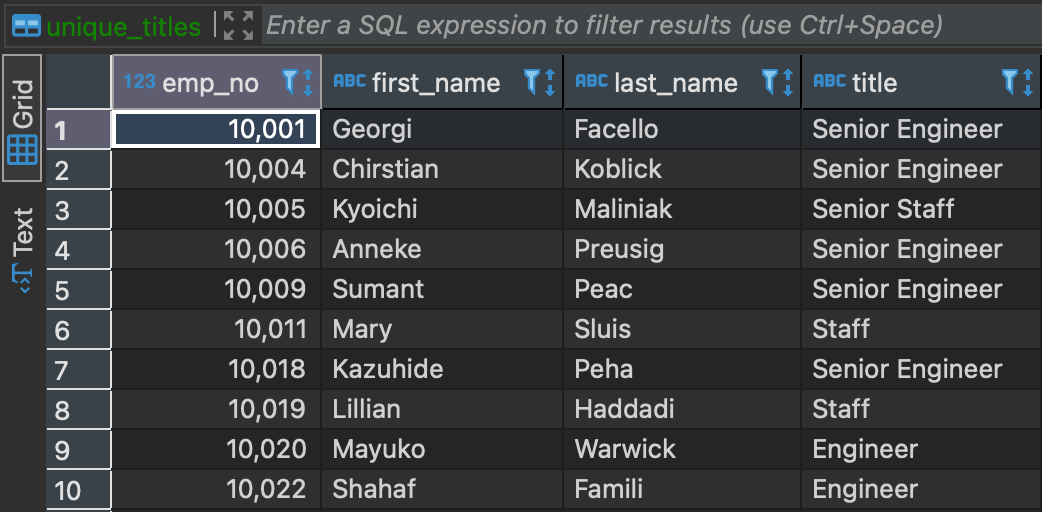 unique_titles Enter a SQL expression to filter results (use Ctrl+Space)
Grid
Text
123 emp_no ABC first_name ABC last_name ABC title
1 10,001 Georgi Facello Senior Engineer
2 10,004 Chirstian Koblick Senior Engineer
3 10,005 Kyoichi Maliniak Senior Staff
4 10,006 Anneke Preusig Senior Engineer
5 10,009 Sumant Peac Senior Engineer
6 10,011 Mary Sluis Staff
7 10,018 Kazuhide Peha Senior Engineer
8 10,019 Lillian Haddadi Staff
9 10,020 Mayuko Warwick Engineer
10 10,022 Shahaf Famili Engineer